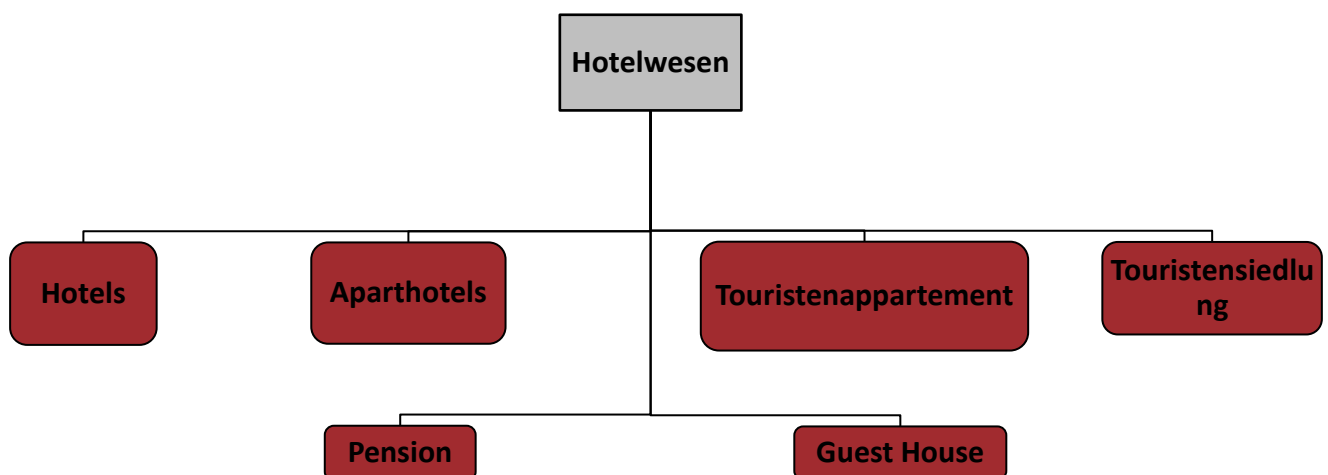 Hotelwesen
Hotels
Aparthotels
Touristenappartement
Touristensiedlu
ng
Pension
Guest House